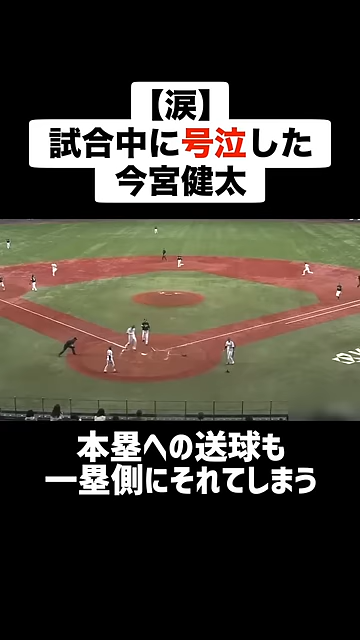 【涙】
試合中に号泣した
今宮健太
本塁への送球も
一塁側にそれてしまう